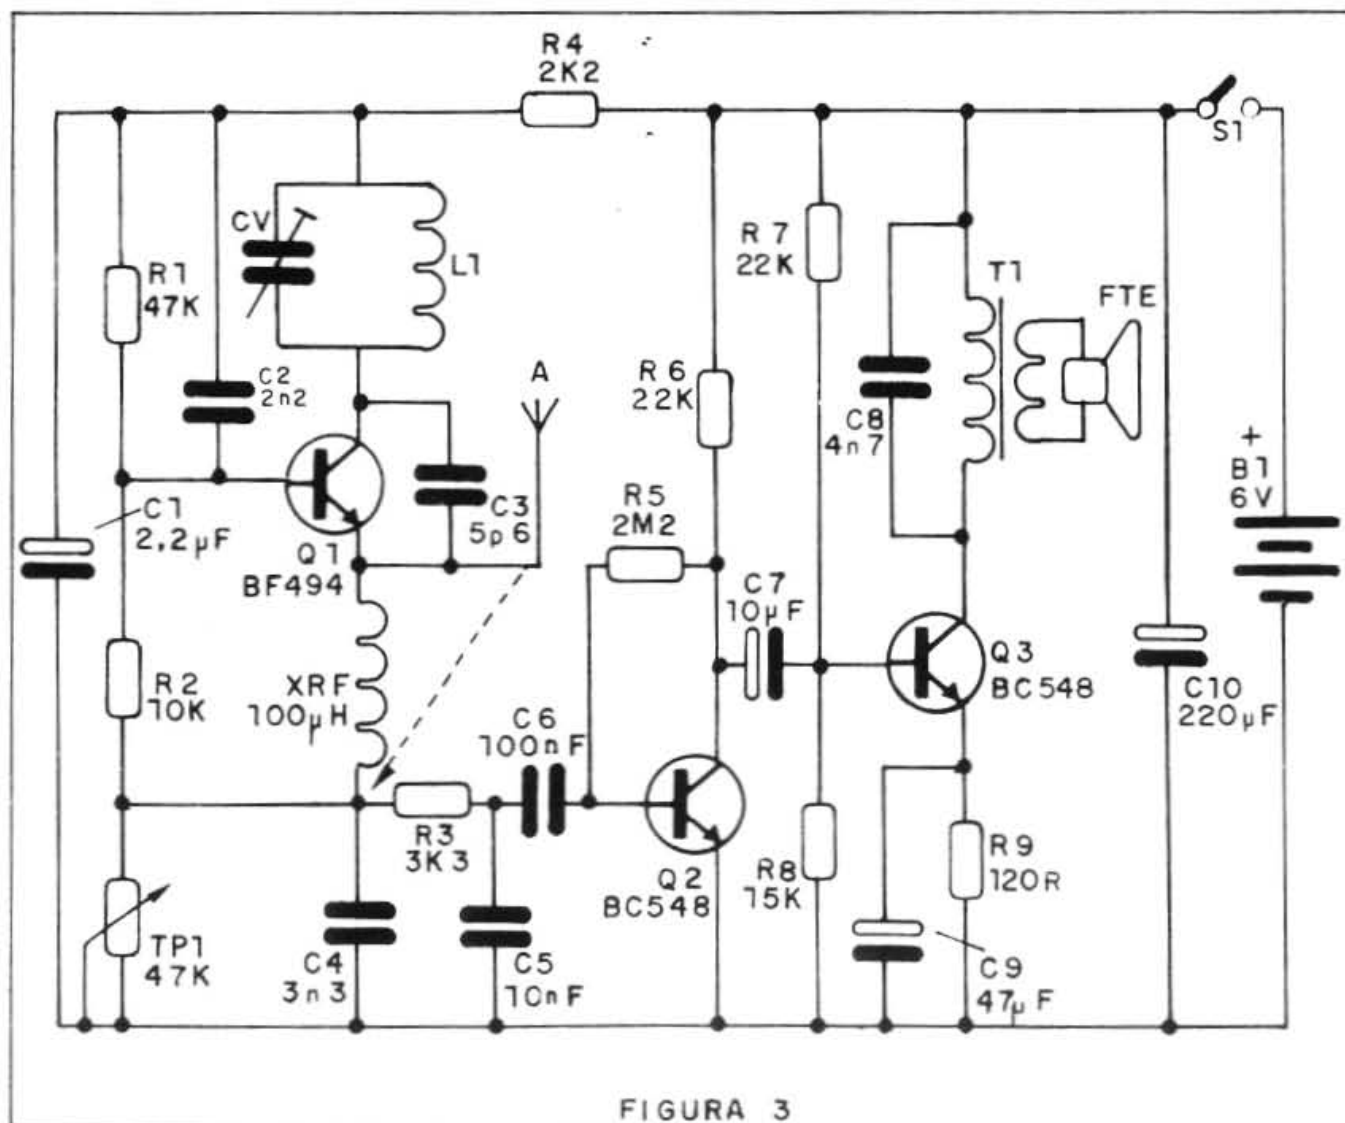 R4
2K2
S1
CV
L1
R1
47K
C2
2n2
A
R7
22K
T1
FTE
R6
22K
C8
4n7
+
B1
6V
C1
2,2µF
Q1
BF494
C3
5p6
R5
2M2
C7
10µF
Q3
BC548
C10
220µF
R2
10K
XRF
100µH
C6
100nF
R3
3K3
Q2
BC548
R8
15K
R9
120R
TP1
47K
C4
3n3
C5
10nF
C9
47µF
FIGURA 3